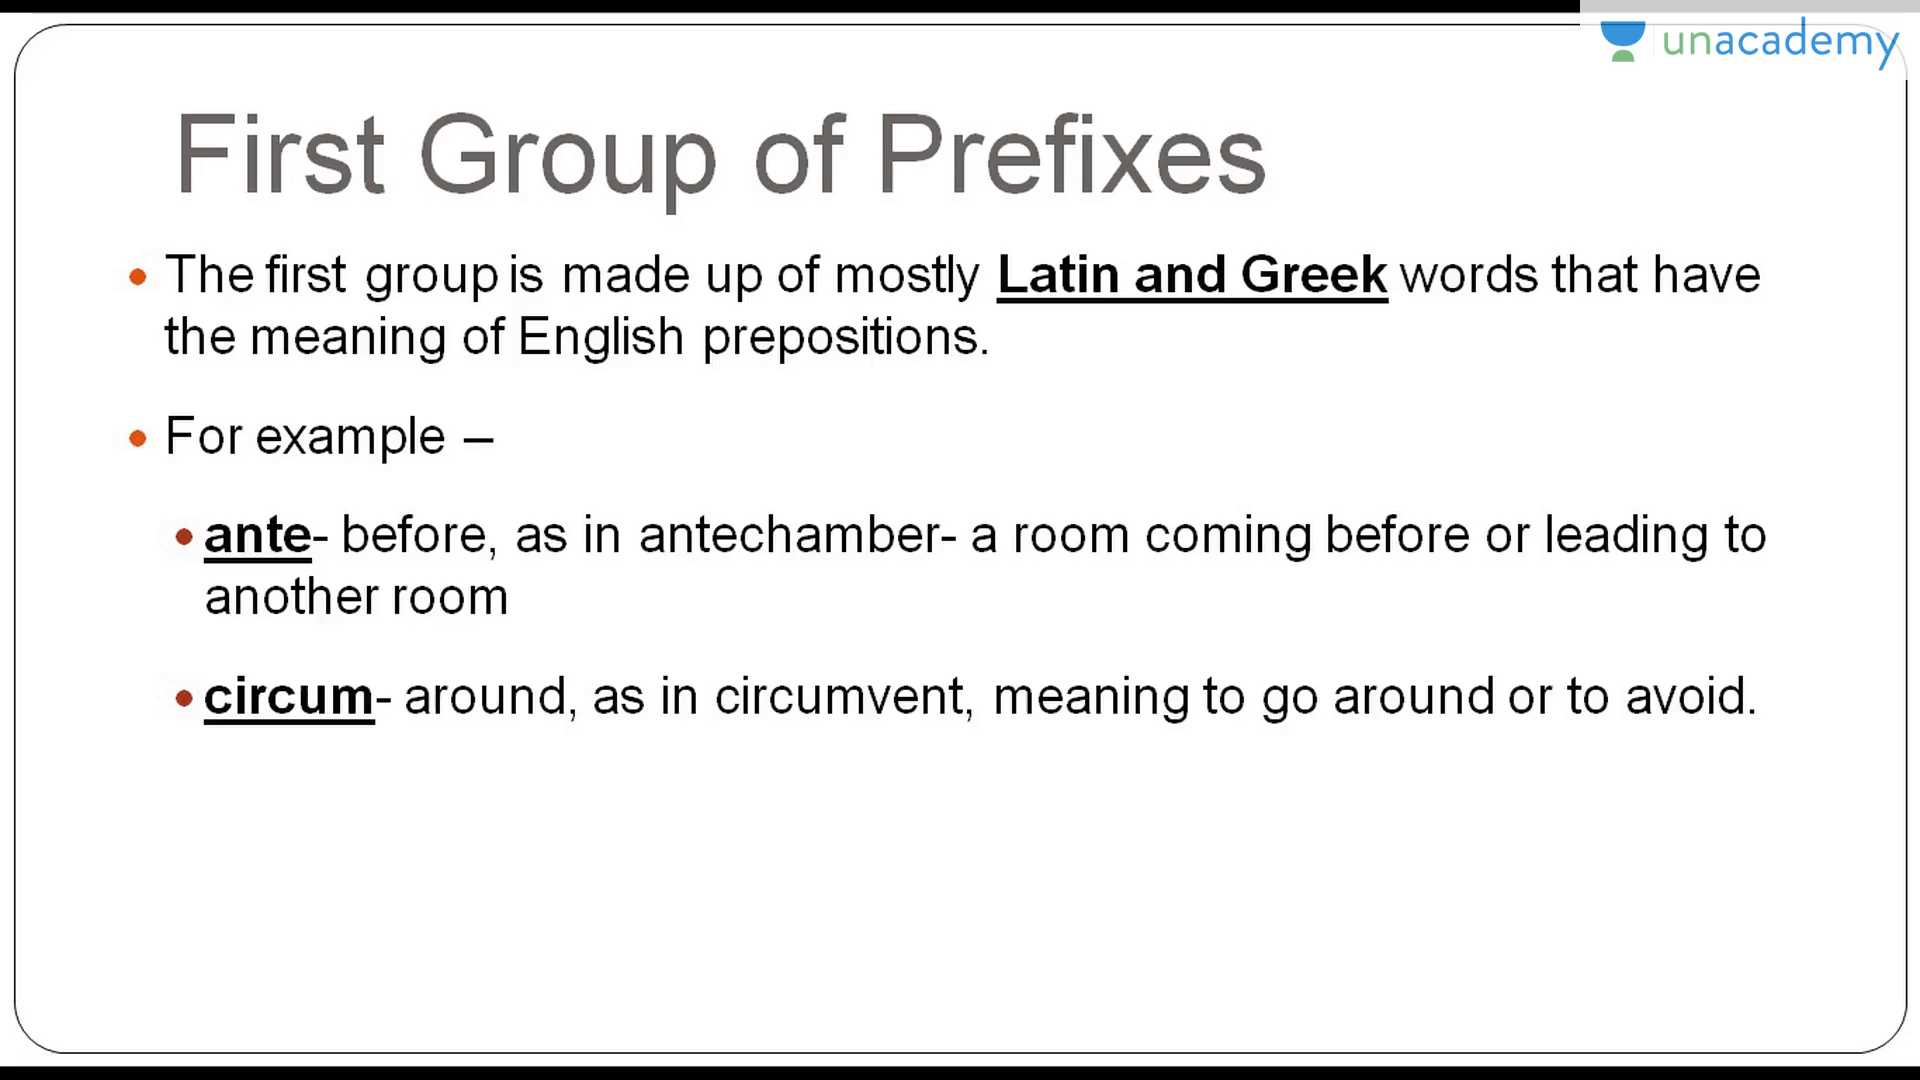 unacademy
First Group of Prefixes
• The first group is made up of mostly Latin and Greek words that have
the meaning of English prepositions.
• For example –
• ante- before, as in antechamber- a room coming before or leading to
another room
• circum- around, as in circumvent, meaning to go around or to avoid.